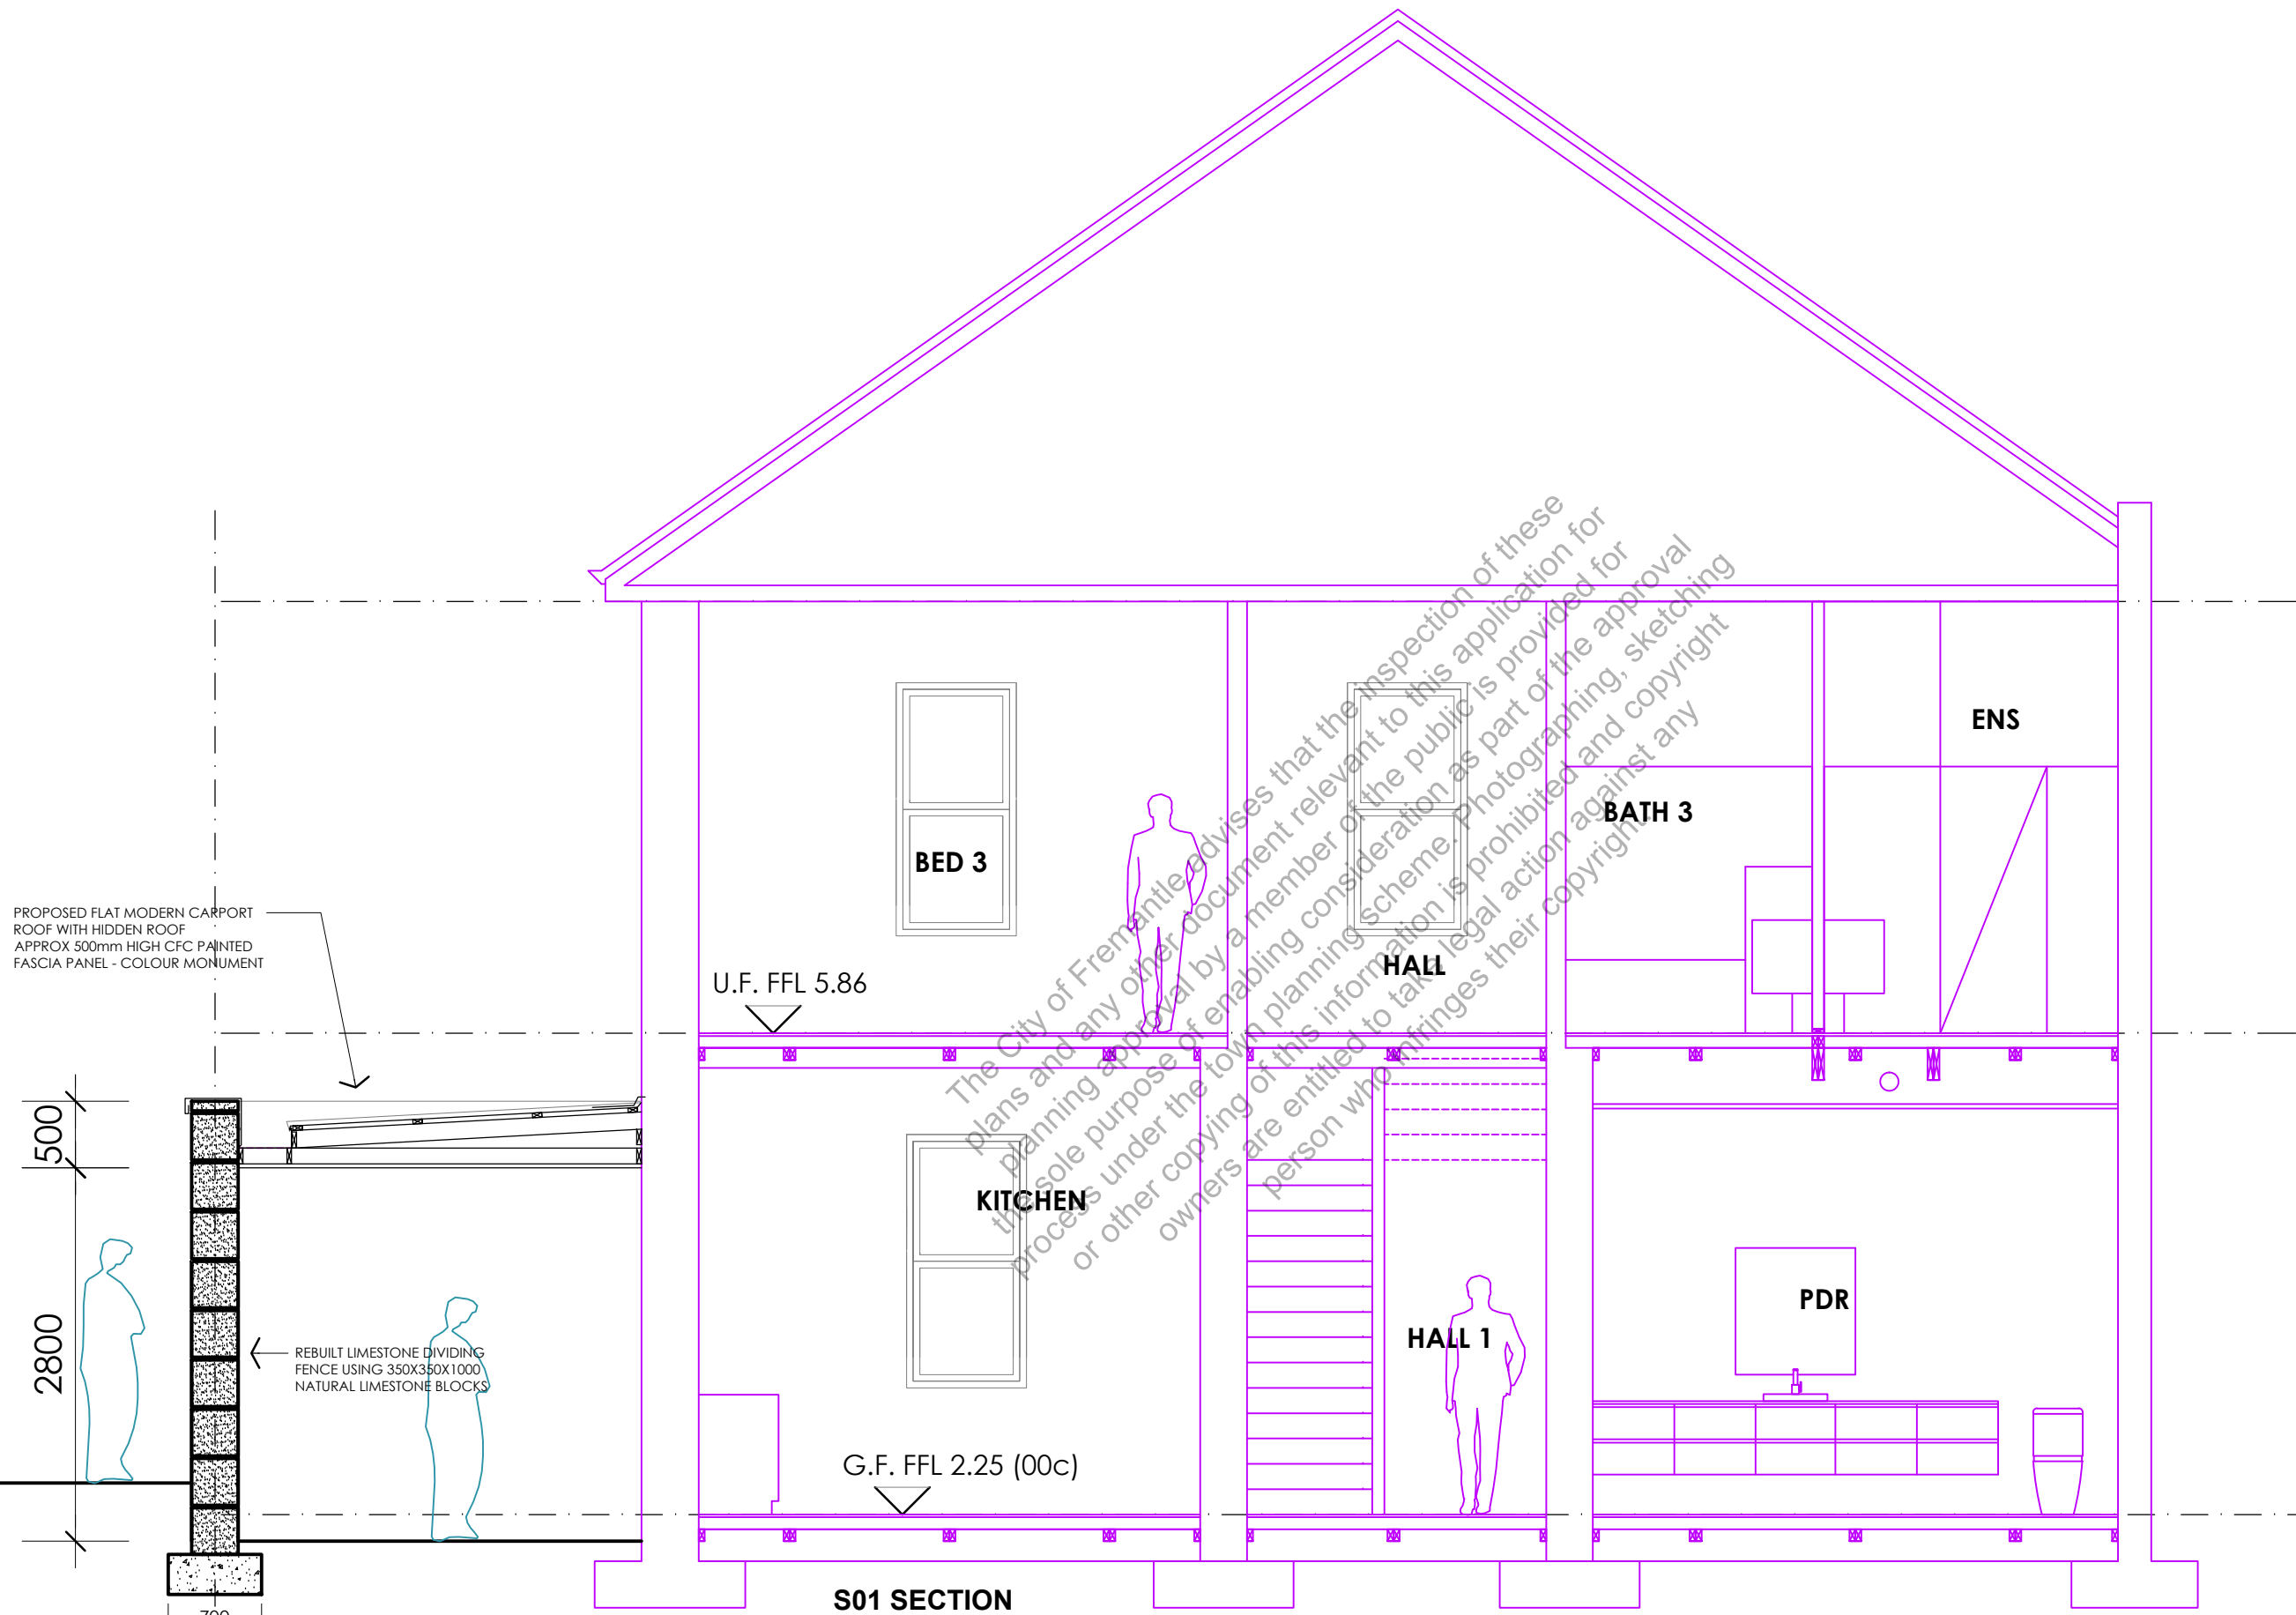 ENS
BATH 3
BED 3
HALL
PROPOSED FLAT MODERN CARPORT
ROOF WITH HIDDEN ROOF
APPROX 500mm HIGH CFC PAINTED
FASCIA PANEL - COLOUR MONUMENT
U.F. FFL 5.86
The City of Fremantle advises that the inspection of these
plans and any other document relevant to this application for
planning approval by a member of the public is provided for
the sole purpose of enabling consideration as part of the approval
process under the town planning scheme. Photographing, sketching
or other copying of this information is prohibited and copyright
owners are entitled to take legal action against any
person who infringes their copyright.
500
KITCHEN
2800
REBUILT LIMESTONE DIVIDING
FENCE USING 350X350X1000
NATURAL LIMESTONE BLOCKS
HALL 1
PDR
G.F. FFL 2.25 (00c)
S01 SECTION
700